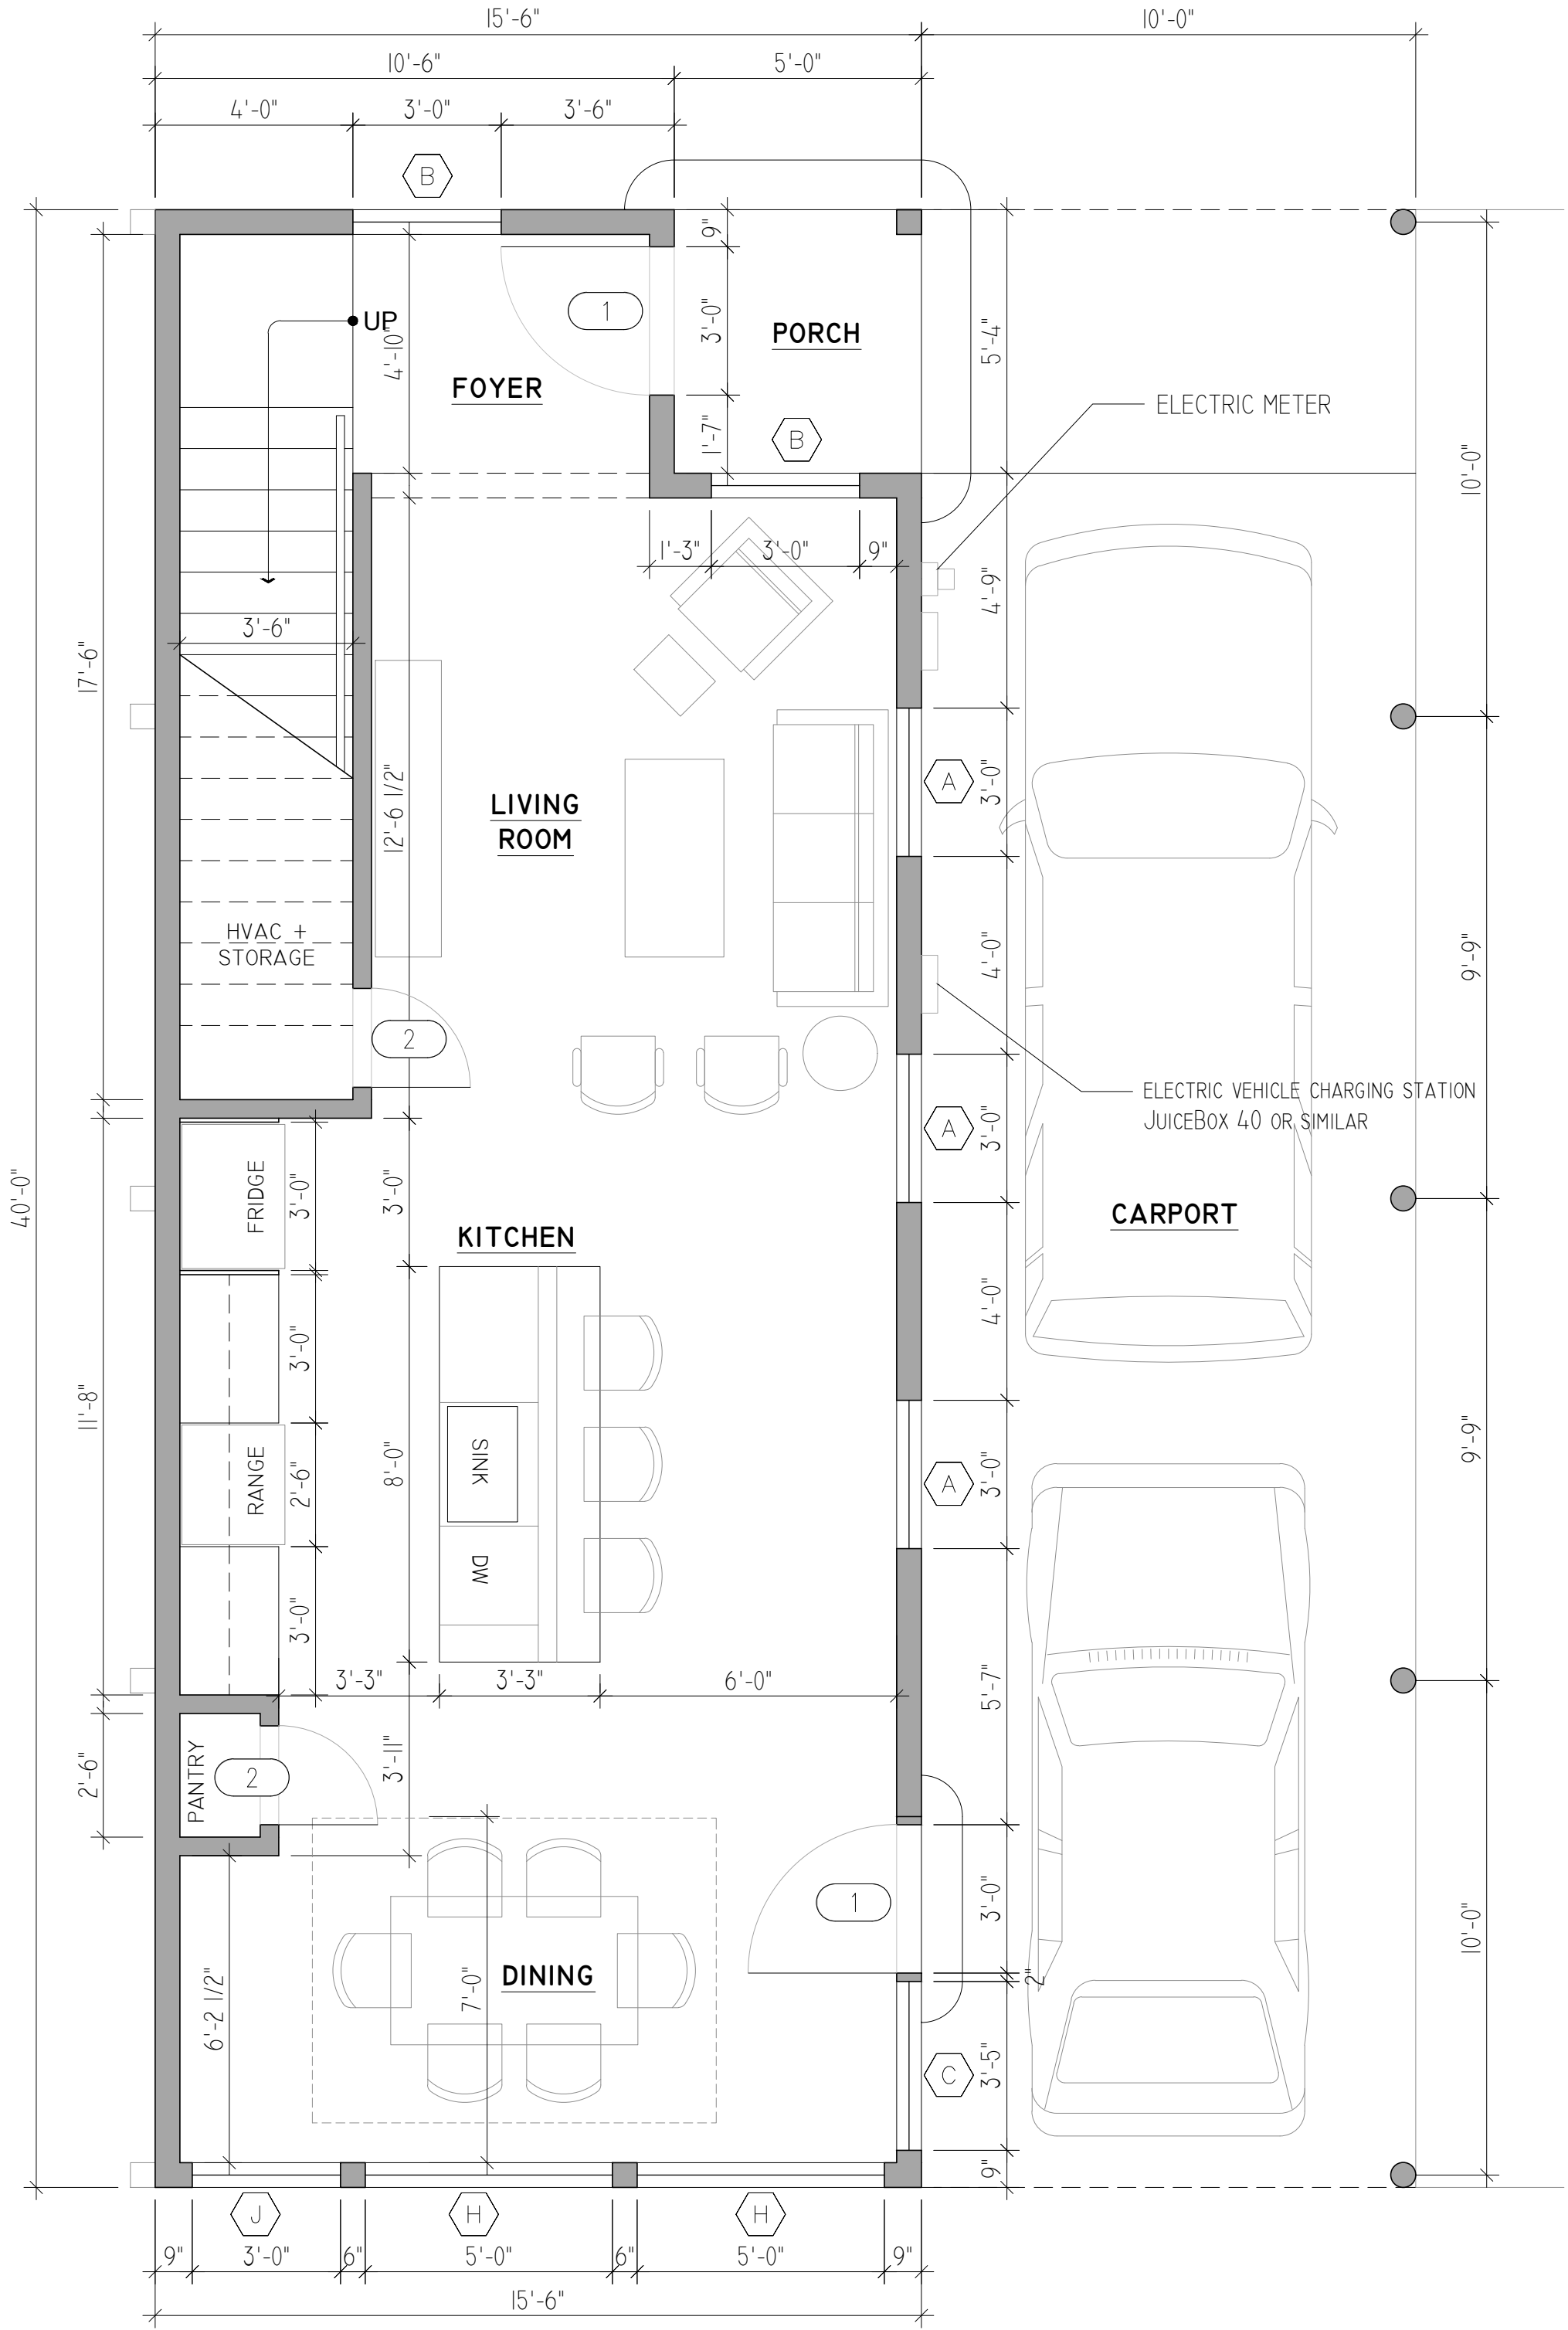 15'-6"
10'-0"
10'-6"
5'-0"
4'-0"
3'-0"
3'-6"
B
9"
1
UP
3'-0"
PORCH
5'-4"
4'-10"
FOYER
ELECTRIC METER
1'-7"
B
10'-0"
1'-3"
3'-0"
9"
4'-9"
3'-6"
17'-6"
A
3'-0"
LIVING
ROOM
12'-6 1/2"
HVAC +
STORAGE
4'-0"
9'-9"
2
ELECTRIC VEHICLE CHARGING STATION
JUICEBOX 40 OR SIMILAR
A
3'-0"
40'-0"
FRIDGE
3'-0"
3'-0"
CARPORT
KITCHEN
4'-0"
3'-0"
11'-8"
8'-0"
SINK
RANGE
2'-6"
A
3'-0"
9'-9"
DW
3'-0"
3'-3"
3'-3"
6'-0"
5'-7"
PANTRY
2
2'-6"
3'-11"
1
3'-0"
10'-0"
DINING
7'-0"
2"
6'-2 1/2"
C
3'-5"
9"
J
H
H
9"
3'-0"
6"
5'-0"
6"
5'-0"
9"
15'-6"